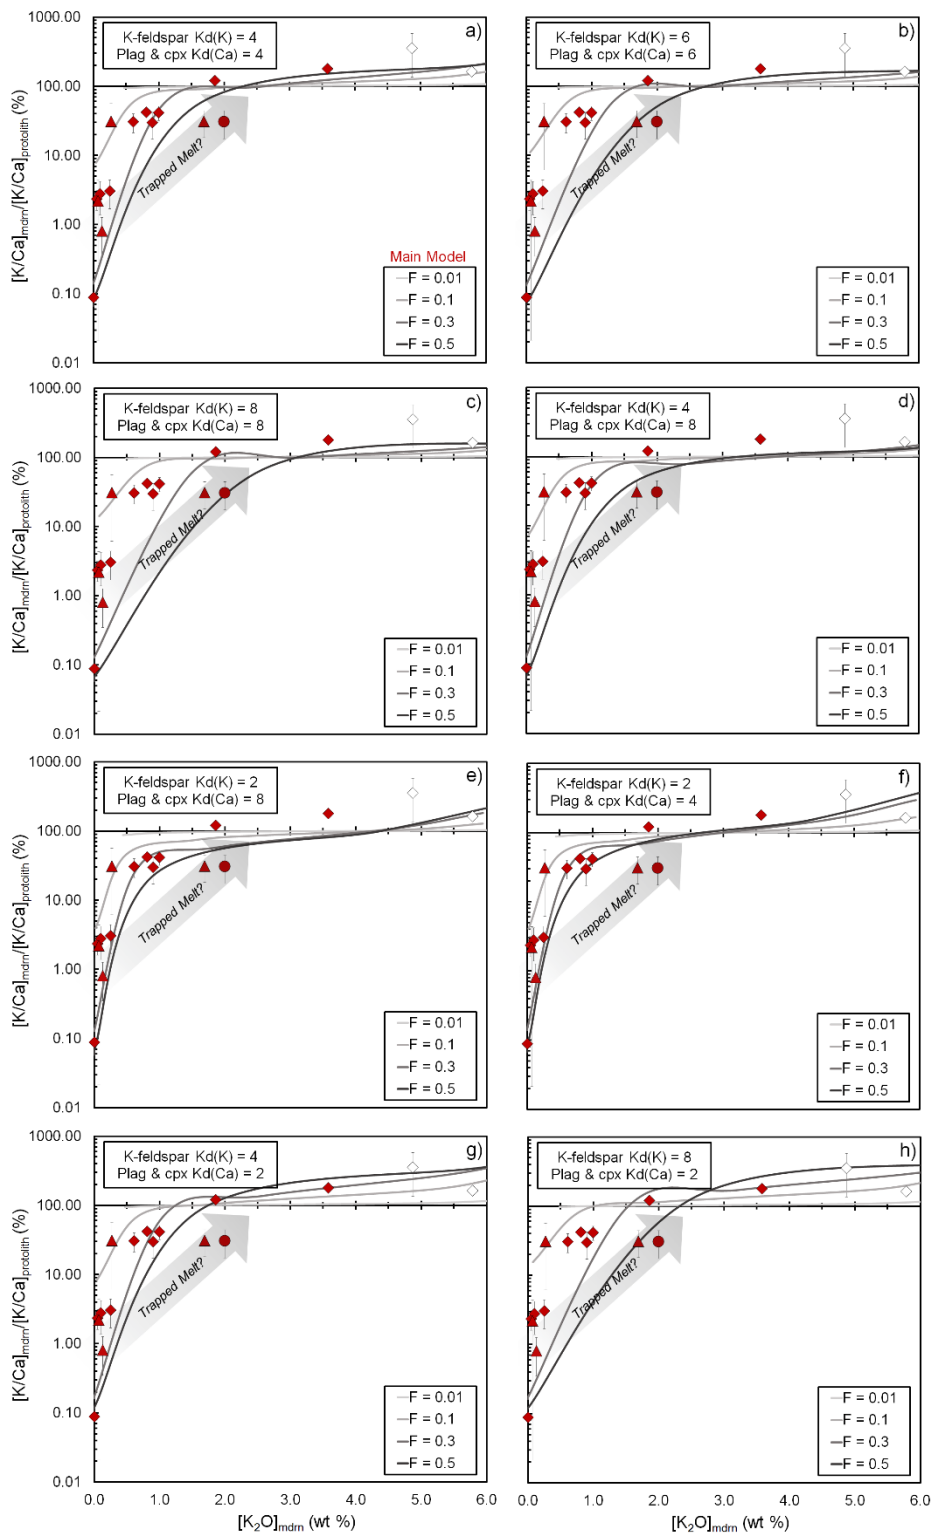 1000.00
100.00
10.00
1.00
0.10
0.01
[K/Ca]mdrn/[K/Ca]protolith (%)
a)
K-feldspar Kd(K) = 4
Plag & cpx Kd(Ca) = 4
Trapped Melt?
Main Model
F = 0.01
F = 0.1
F = 0.3
F = 0.5
b)
K-feldspar Kd(K) = 6
Plag & cpx Kd(Ca) = 6
Trapped Melt?
F = 0.01
F = 0.1
F = 0.3
F = 0.5
1000.00
100.00
10.00
1.00
0.10
0.01
[K/Ca]mdrn/[K/Ca]protolith (%)
c)
K-feldspar Kd(K) = 8
Plag & cpx Kd(Ca) = 8
Trapped Melt?
F = 0.01
F = 0.1
F = 0.3
F = 0.5
d)
K-feldspar Kd(K) = 4
Plag & cpx Kd(Ca) = 8
Trapped Melt?
F = 0.01
F = 0.1
F = 0.3
F = 0.5
1000.00
100.00
10.00
1.00
0.10
0.01
[K/Ca]mdrn/[K/Ca]protolith (%)
e)
K-feldspar Kd(K) = 2
Plag & cpx Kd(Ca) = 8
Trapped Melt?
F = 0.01
F = 0.1
F = 0.3
F = 0.5
f)
K-feldspar Kd(K) = 2
Plag & cpx Kd(Ca) = 4
Trapped Melt?
F = 0.01
F = 0.1
F = 0.3
F = 0.5
1000.00
100.00
10.00
1.00
0.10
0.01
[K/Ca]mdrn/[K/Ca]protolith (%)
g)
K-feldspar Kd(K) = 4
Plag & cpx Kd(Ca) = 2
Trapped Melt?
F = 0.01
F = 0.1
F = 0.3
F = 0.5
h)
K-feldspar Kd(K) = 8
Plag & cpx Kd(Ca) = 2
Trapped Melt?
F = 0.01
F = 0.1
F = 0.3
F = 0.5
0.0 1.0 2.0 3.0 4.0 5.0 6.0
[K₂O]mdrn (wt %)
0.0 1.0 2.0 3.0 4.0 5.0 6.0
[K₂O]mdrn (wt %)